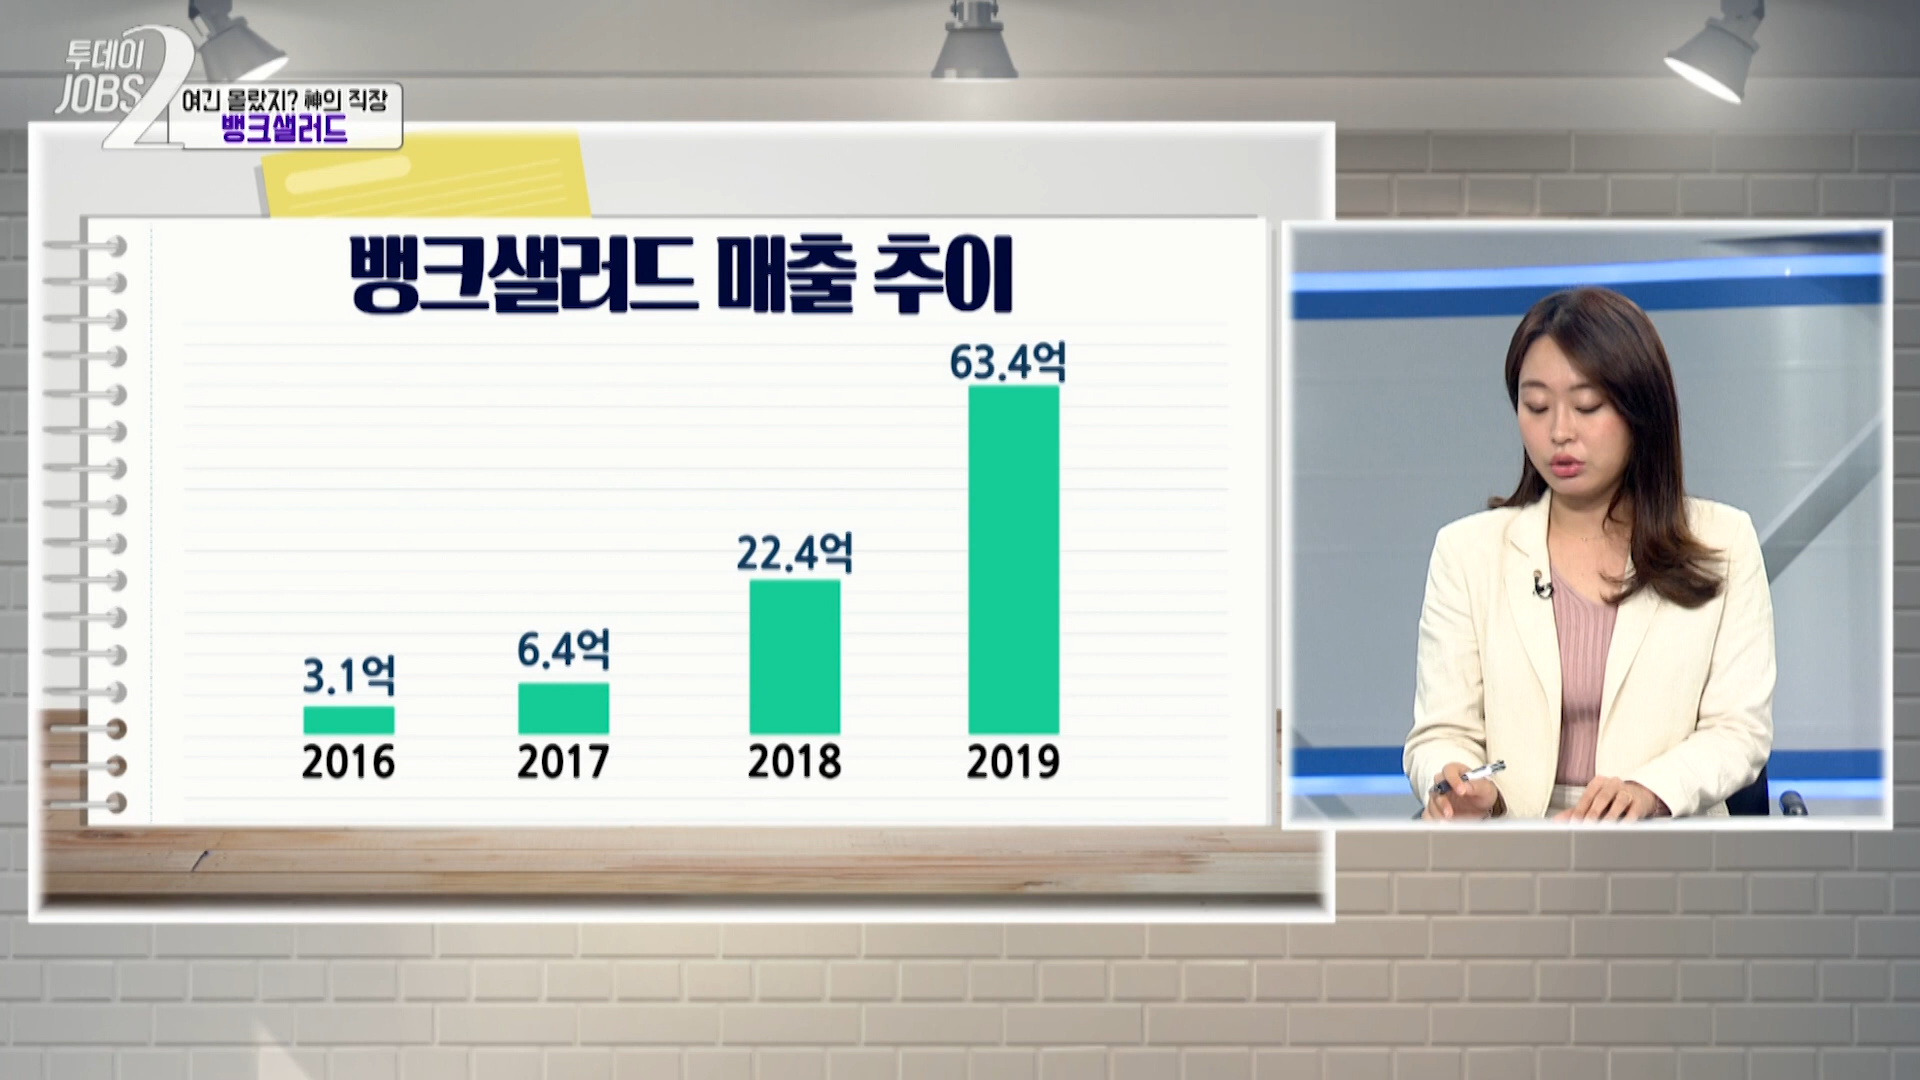 투데이
JOBS 2
여긴 몰랐지? 神의 직장
뱅크샐러드
뱅크샐러드 매출 추이
63.4억
22.4억
6.4억
3.1억
2016 2017 2018 2019